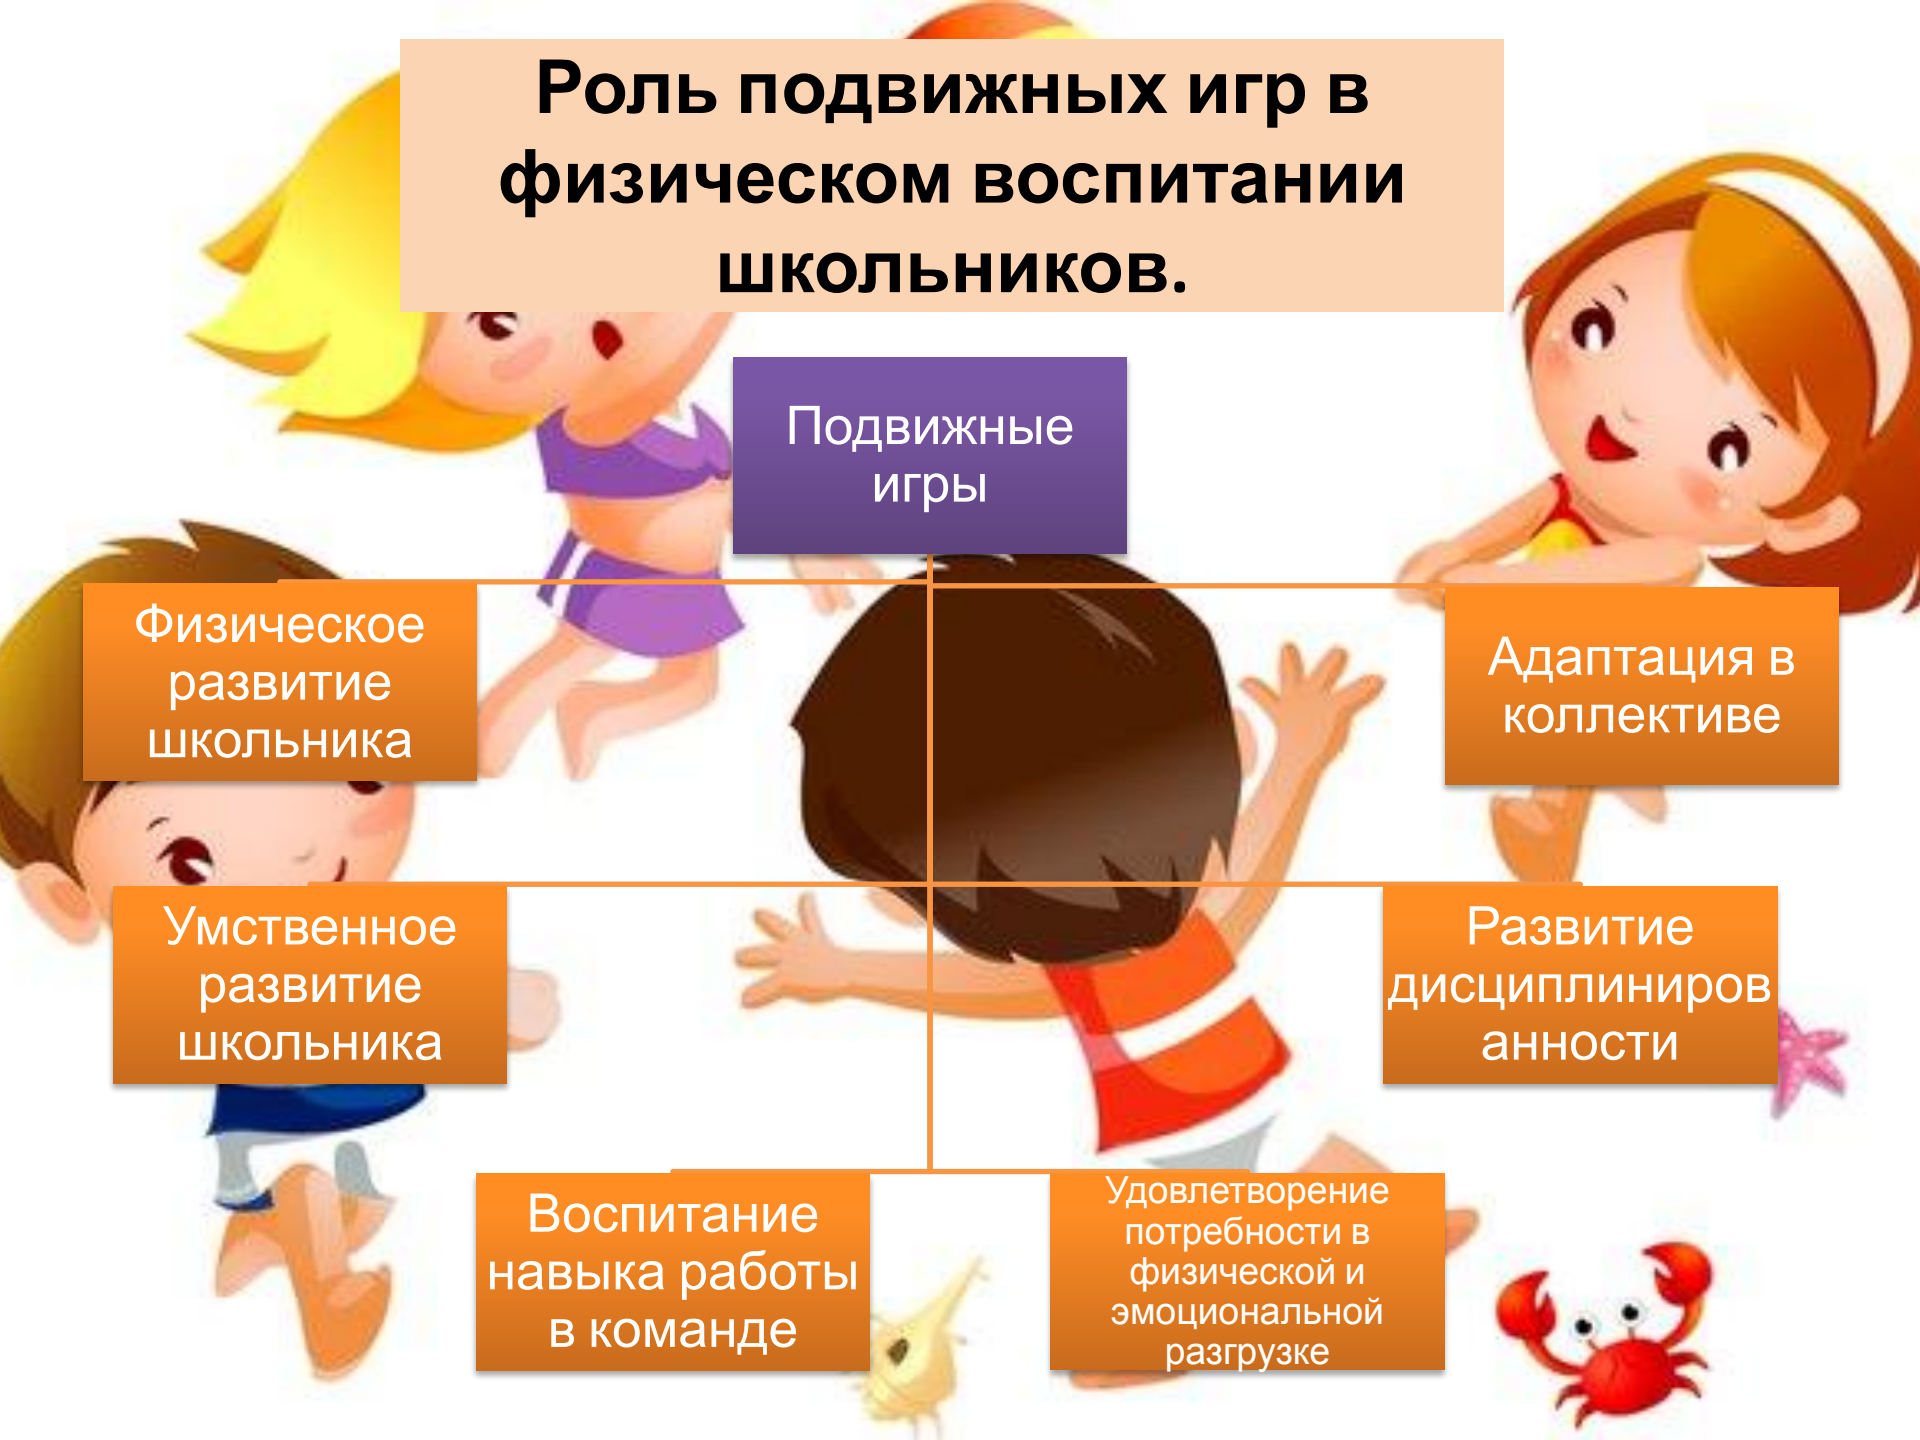 Роль подвижных игр в
физическом воспитании
школьников.
Подвижные
игры
Физическое
развитие
школьника
Адаптация в
коллективе
Умственное
развитие
школьника
Развитие
дисциплиниров
анности
Воспитание
навыка работы
в команде
Удовлетворение
потребности в
физической и
эмоциональной
разгрузке